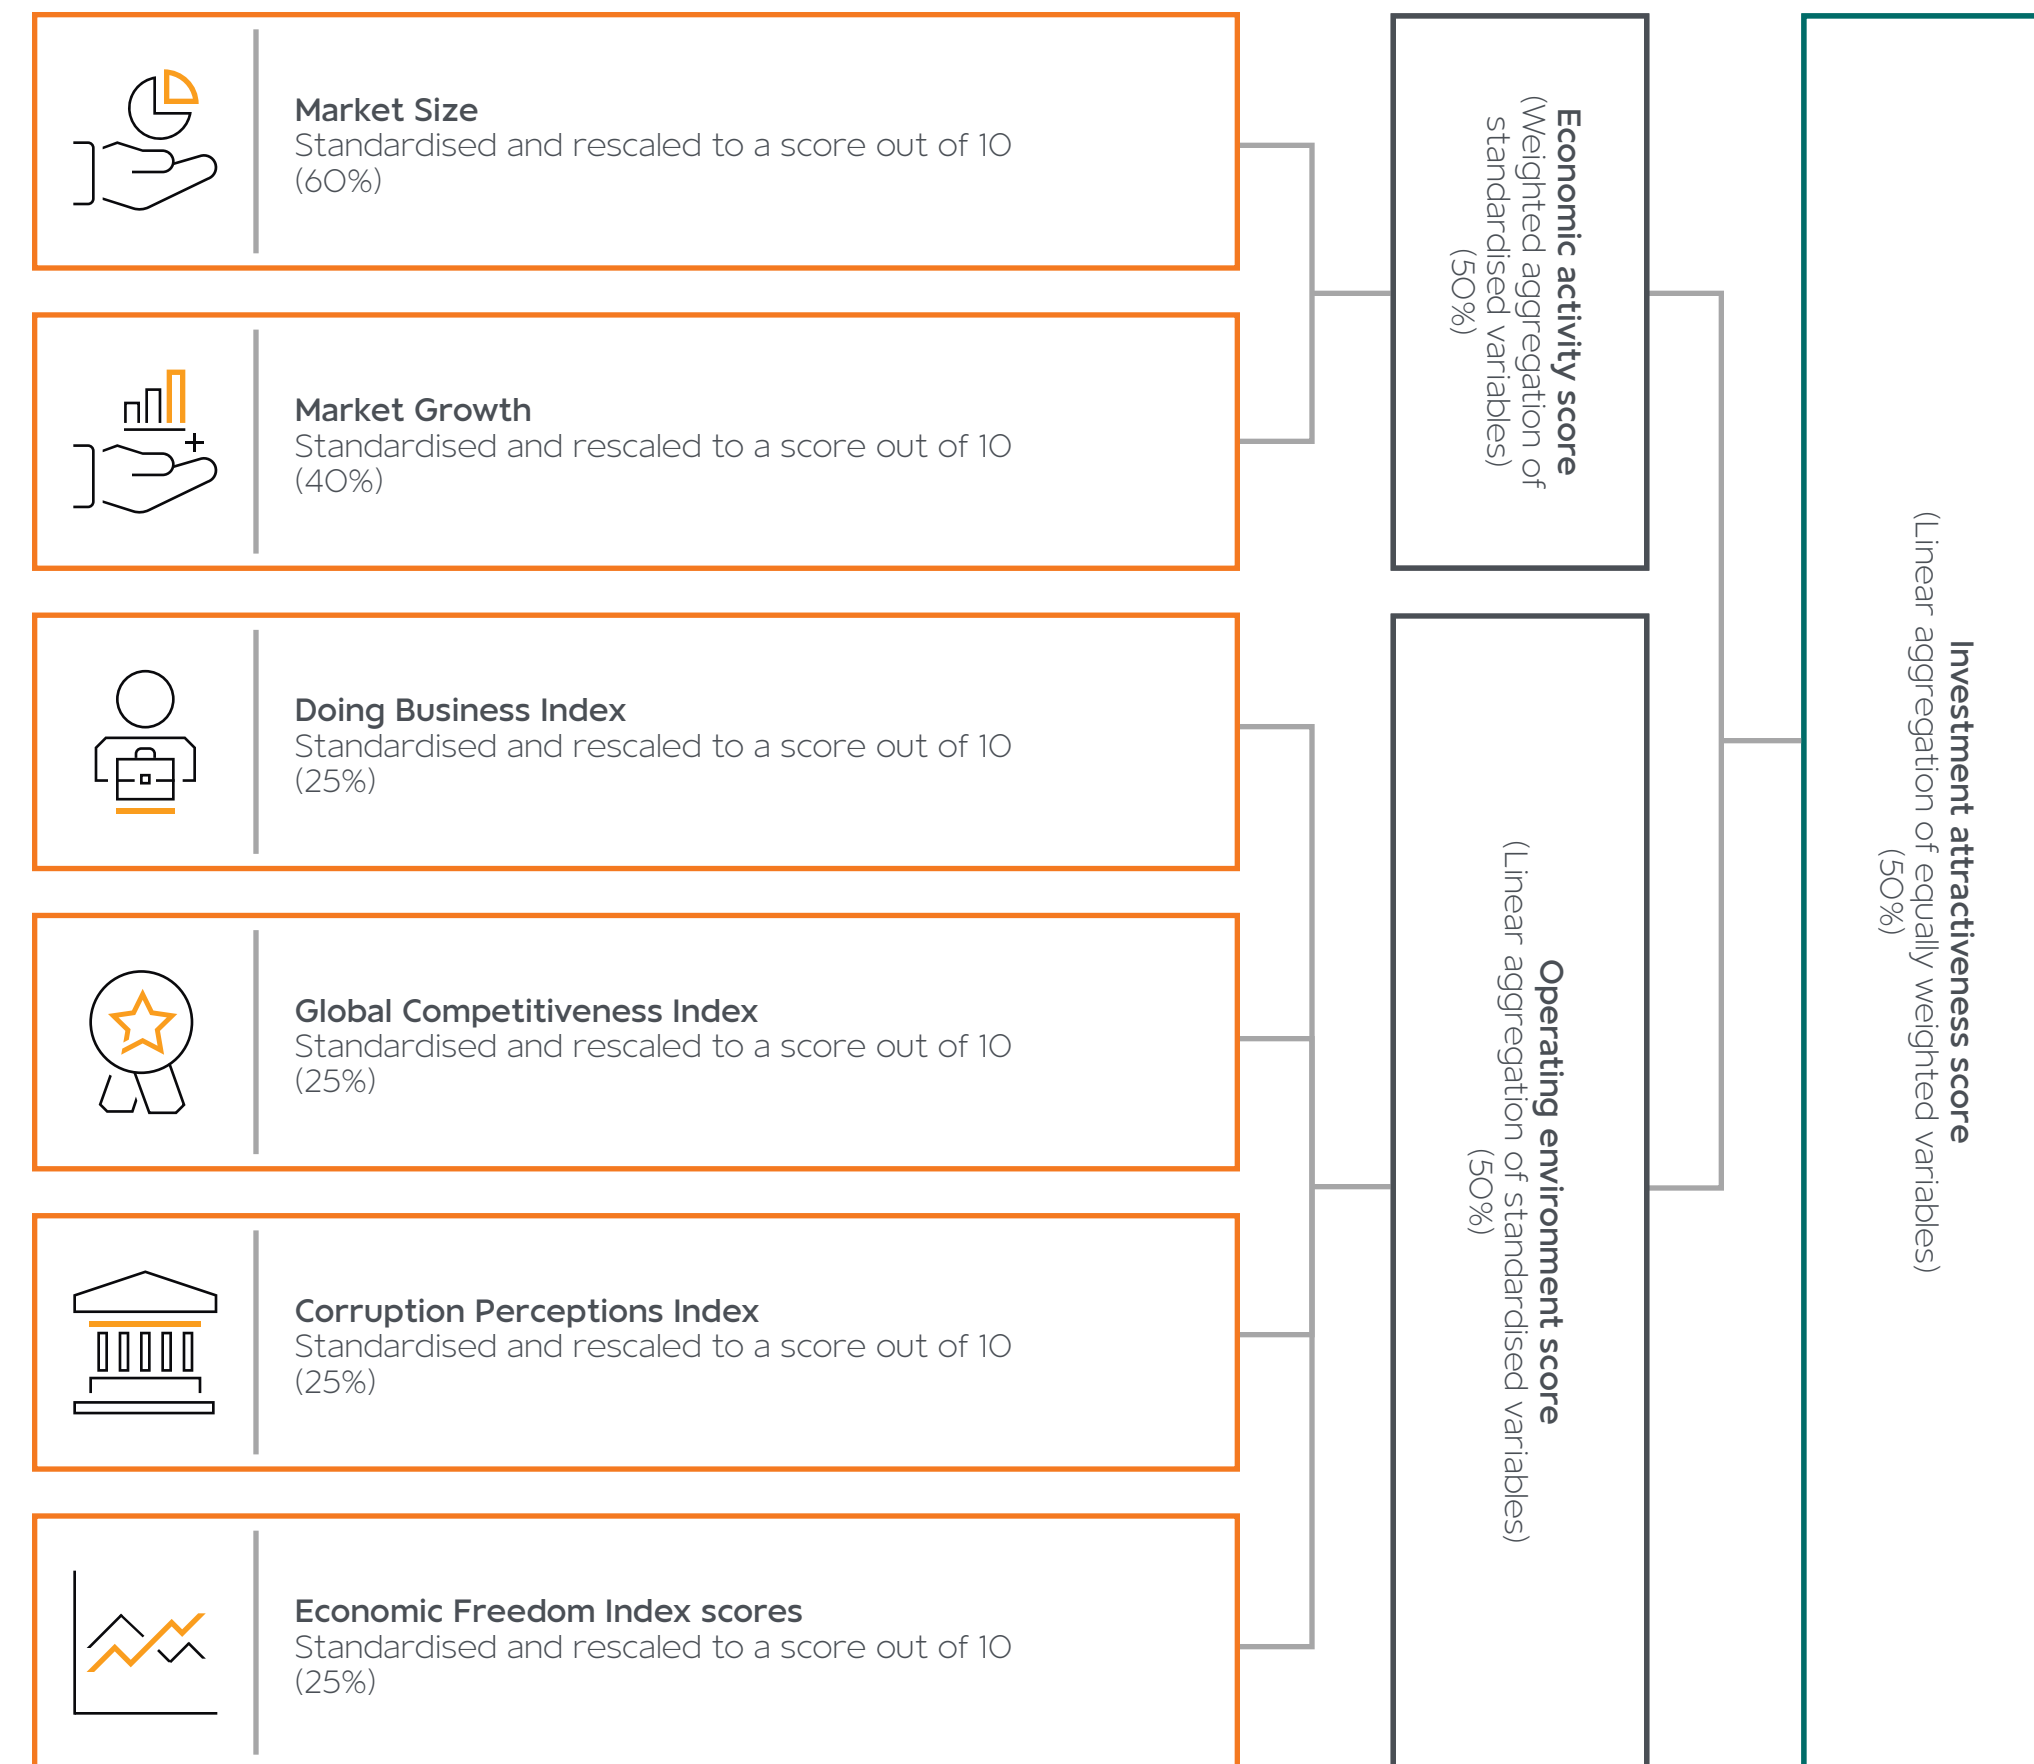 Market Size
Standardised and rescaled to a score out of 10
(60%)
Market Growth
Standardised and rescaled to a score out of 10
(40%)
Doing Business Index
Standardised and rescaled to a score out of 10
(25%)
Global Competitiveness Index
Standardised and rescaled to a score out of 10
(25%)
Corruption Perceptions Index
Standardised and rescaled to a score out of 10
(25%)
Economic Freedom Index scores
Standardised and rescaled to a score out of 10
(25%)
Economic activity score
(Weighted aggregation of
standardised variables)
(50%)
Operating environment score
(Linear aggregation of standardised variables)
(50%)
Investment attractiveness score
(Linear aggregation of equally weighted variables)
(50%)